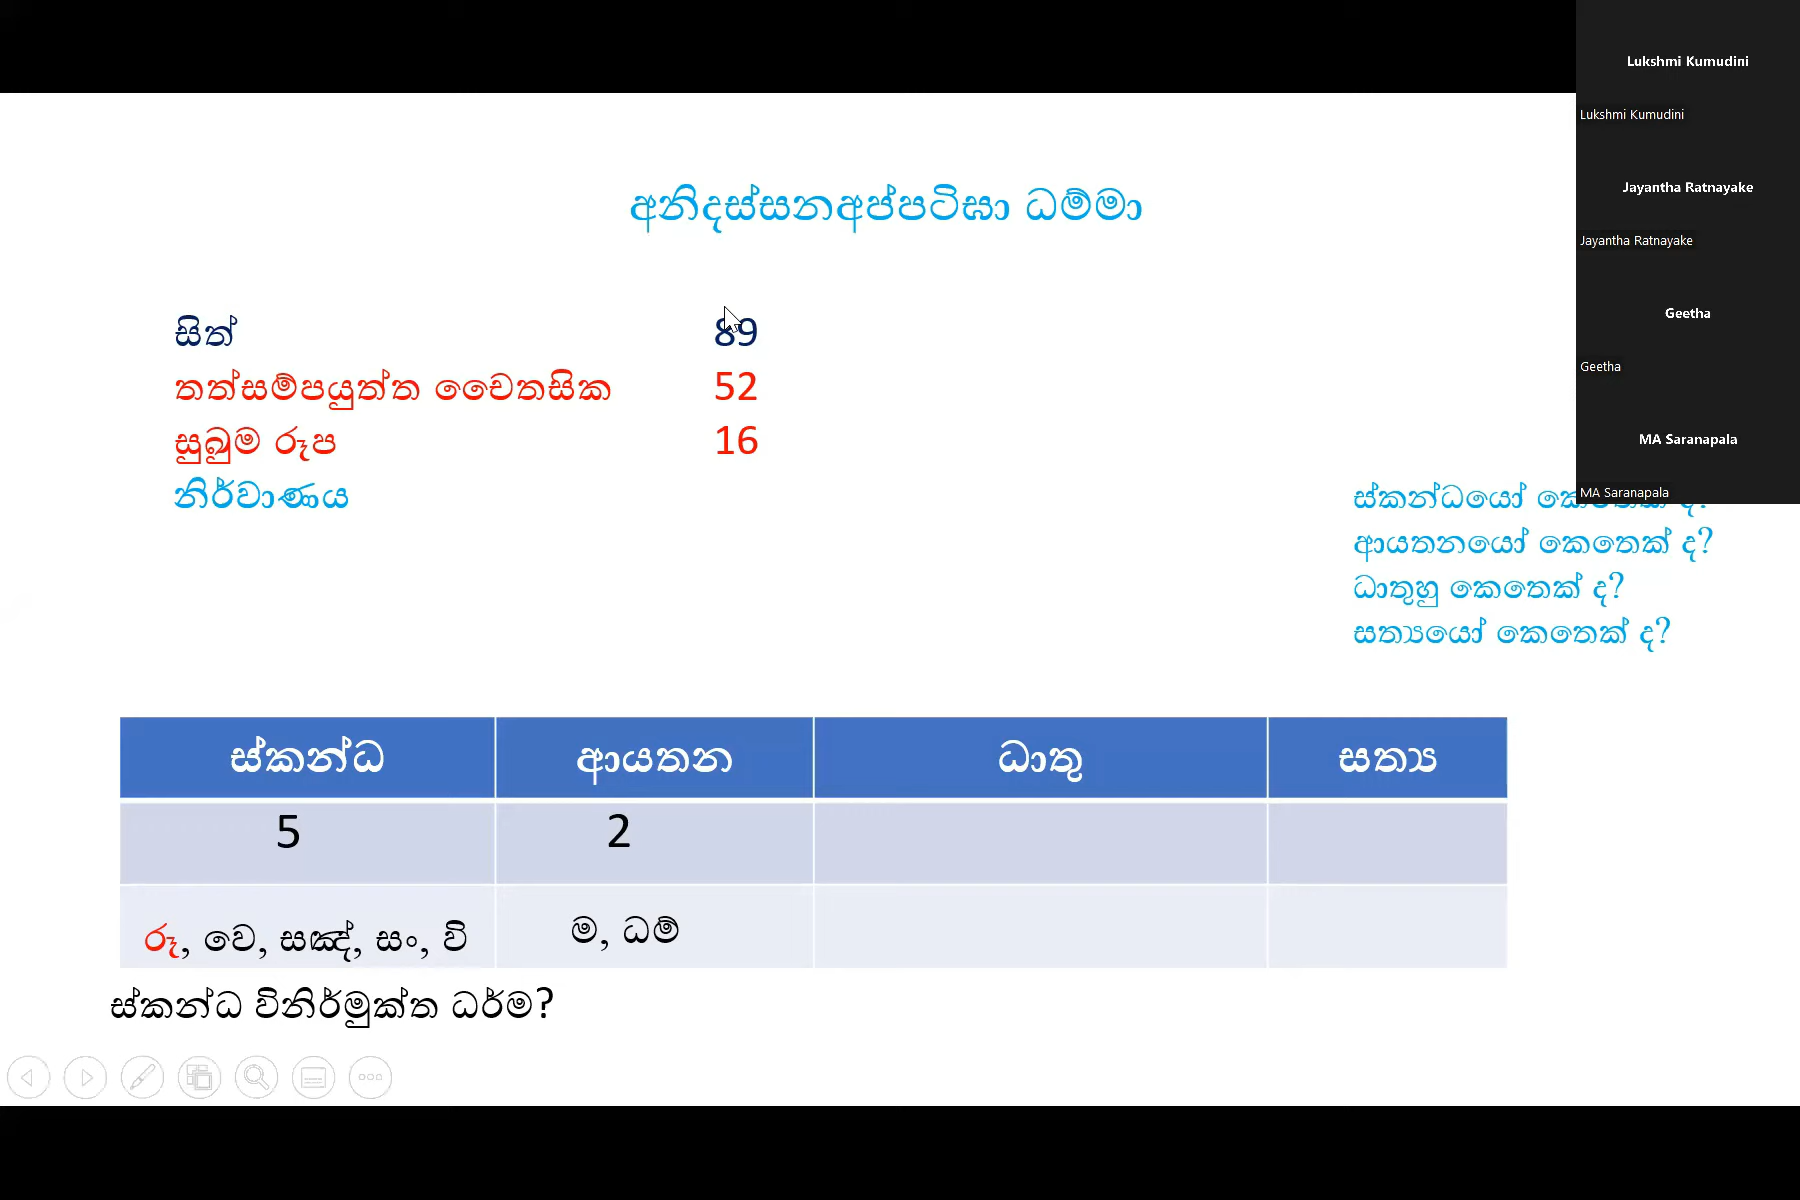 අනිදස්සනඅප්පටිඝා ධම්මා
සිත් 89
තත්සම්පයුත්ත චෛතසික 52
සුඛුම රූප 16
නිර්වාණය
ස්කන්ධයෝ කෙතෙක් ද?
ආයතනයෝ කෙතෙක් ද?
ධාතුහු කෙතෙක් ද?
සත්‍යයෝ කෙතෙක් ද?
ස්කන්ධ ආයතන ධාතු සත්‍ය
5 2
රූ, වෙ, සඤ්, සං, වි ම, ධම්
ස්කන්ධ විනිර්මුක්ත ධර්ම?
Lukshmi Kumudini
Lukshmi Kumudini
Jayantha Ratnayake
Jayantha Ratnayake
Geetha
Geetha
MA Saranapala
MA Saranapala